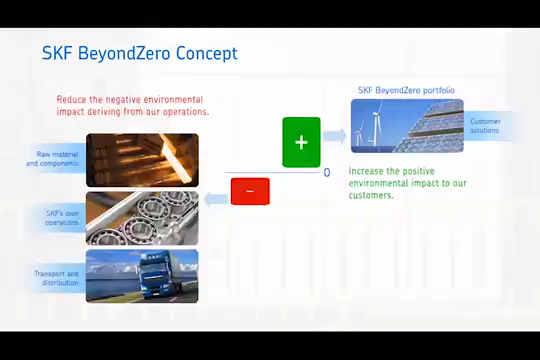 SKF BeyondZero Concept
Reduce the negative environmental
impact deriving from our operations.
Raw material
and components
SKF's own
operations
Transport and
distribution
+
−
0
SKF BeyondZero portfolio
Customer
solutions
Increase the positive
environmental impact to our
customers.